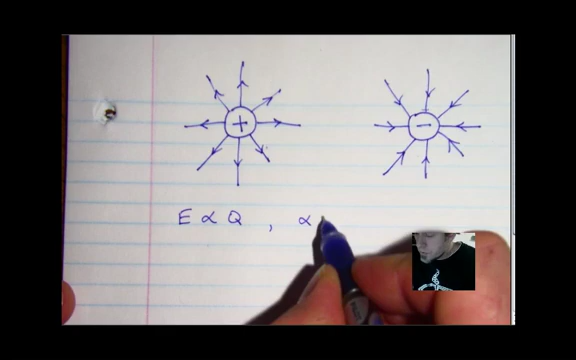 + −
E ∝ Q , ∝